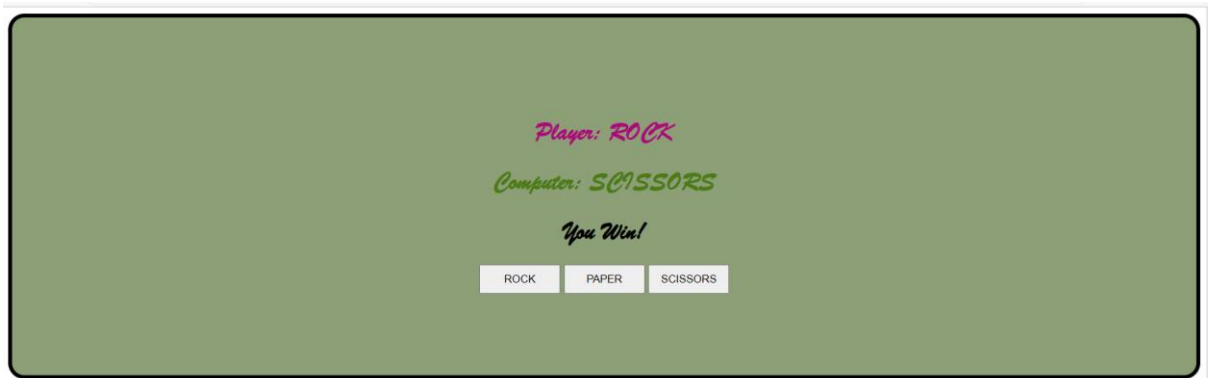 Player: ROCK
Computer: SCISSORS
You Win!
ROCK PAPER SCISSORS